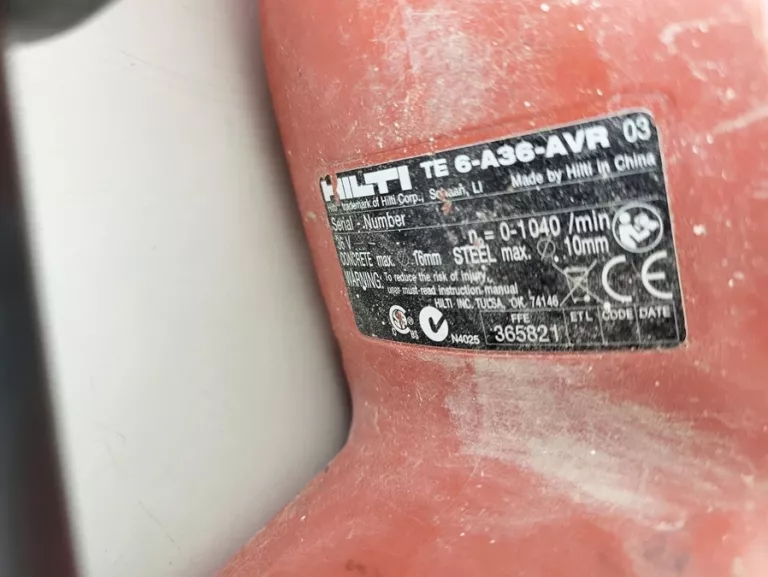 HILTI TE 6-A36-AVR 03
trademark of Hilti Corp., Schaan, LI Made by Hilti in China
Serial - Number
36 V n₀ = 0-1040 /min
CONCRETE max. ⌀ 16mm STEEL max. ⌀ 10mm
WARNING: To reduce the risk of injury,
user must read instruction manual
HILTI INC. TULSA, OK 74146
CE
N4025 FFE ETL CODE DATE
365821